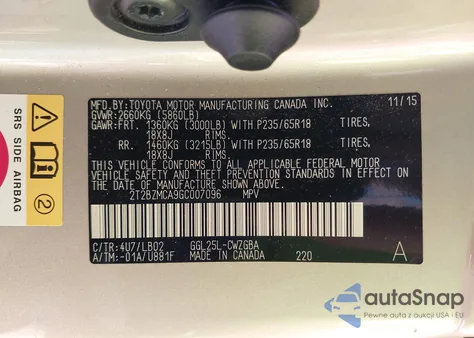 MFD.BY:TOYOTA MOTOR MANUFACTURING CANADA INC. 11/15
GVWR:2660KG (5860LB)
GAWR:FRT. 1360KG (3000LB) WITH P235/65R18 TIRES,
18X8J RIMS.
RR. 1460KG (3215LB) WITH P235/65R18 TIRES,
18X8J RIMS.
THIS VEHICLE CONFORMS TO ALL APPLICABLE FEDERAL MOTOR
VEHICLE SAFETY AND THEFT PREVENTION STANDARDS IN EFFECT
ON THE DATE OF MANUFACTURE SHOWN ABOVE.
2T2BZMCA9GC007096 MPV
C/TR:4U7/LB02 GGL25L-CWZGBA
A/TM:-01A/U881F MADE IN CANADA 220 A
SRS SIDE AIRBAG
2
autoSnap
Pewne auta z aukcji USA i EU